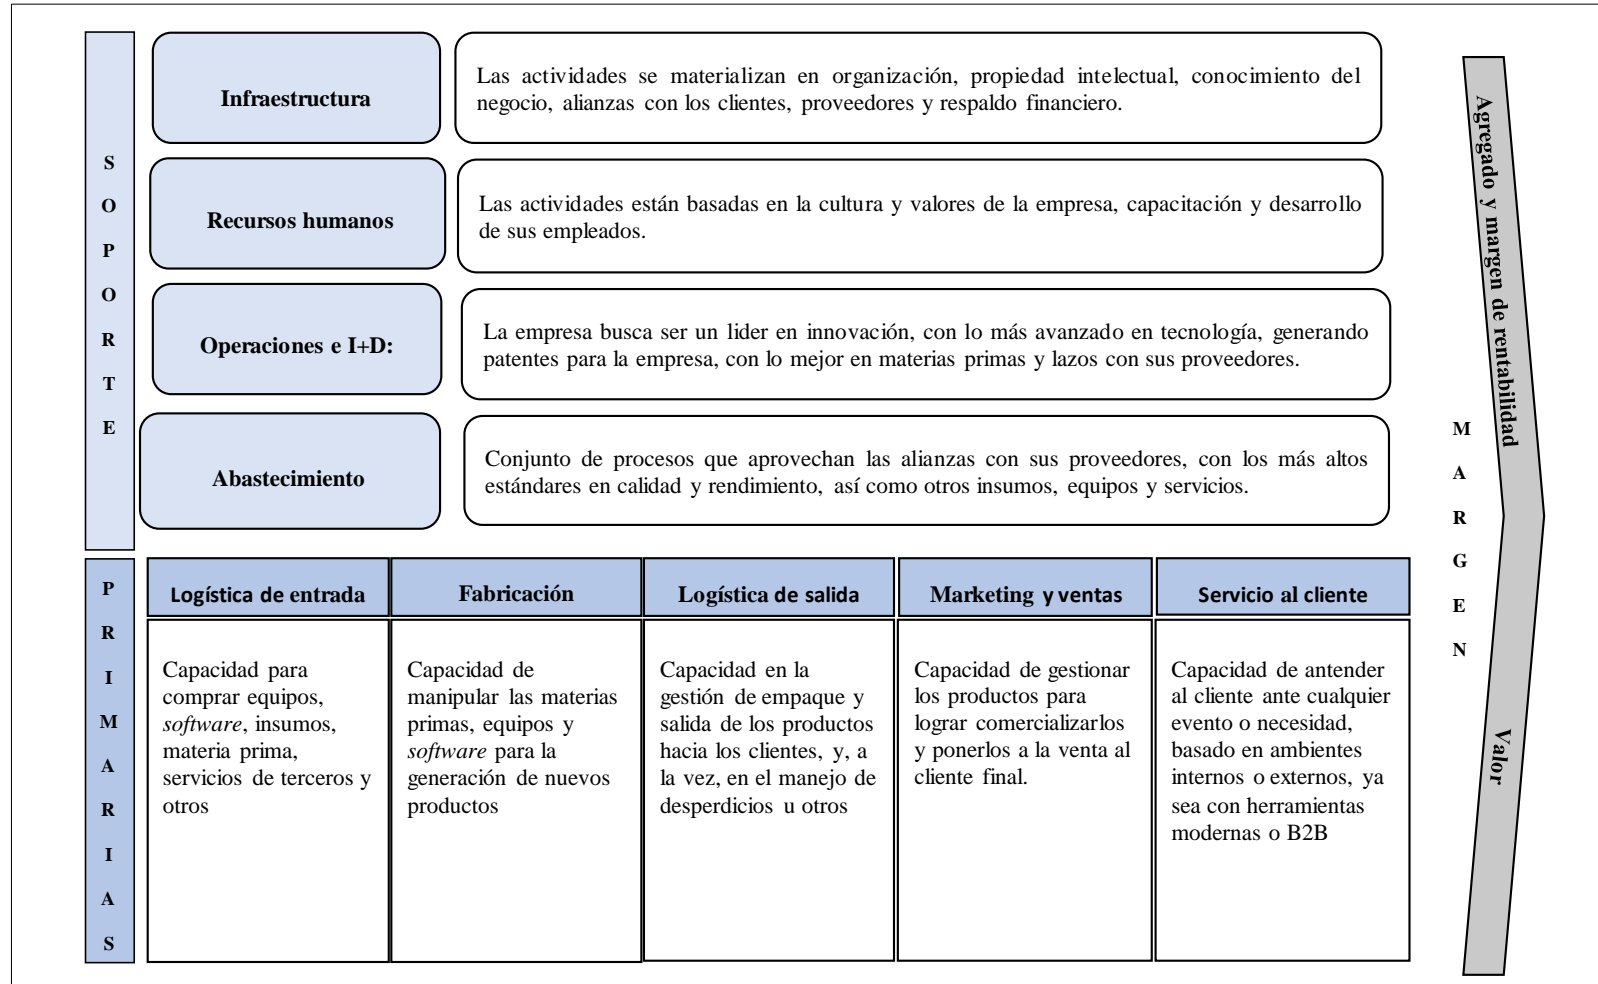 SOPORTE
Infraestructura
Las actividades se materializan en organización, propiedad intelectual, conocimiento del
negocio, alianzas con los clientes, proveedores y respaldo financiero.
Recursos humanos
Las actividades están basadas en la cultura y valores de la empresa, capacitación y desarrollo
de sus empleados.
Operaciones e I+D:
La empresa busca ser un lider en innovación, con lo más avanzado en tecnología, generando
patentes para la empresa, con lo mejor en materias primas y lazos con sus proveedores.
Abastecimiento
Conjunto de procesos que aprovechan las alianzas con sus proveedores, con los más altos
estándares en calidad y rendimiento, así como otros insumos, equipos y servicios.
PRIMARIAS
Logística de entrada
Capacidad para
comprar equipos,
software, insumos,
materia prima,
servicios de terceros y
otros
Fabricación
Capacidad de
manipular las materias
primas, equipos y
software para la
generación de nuevos
productos
Logística de salida
Capacidad en la
gestión de empaque y
salida de los productos
hacia los clientes, y, a
la vez, en el manejo de
desperdicios u otros
Marketing y ventas
Capacidad de gestionar
los productos para
lograr comercializarlos
y ponerlos a la venta al
cliente final.
Servicio al cliente
Capacidad de antender
al cliente ante cualquier
evento o necesidad,
basado en ambientes
internos o externos, ya
sea con herramientas
modernas o B2B
MARGEN
Agregado y margen de rentabilidad
Valor